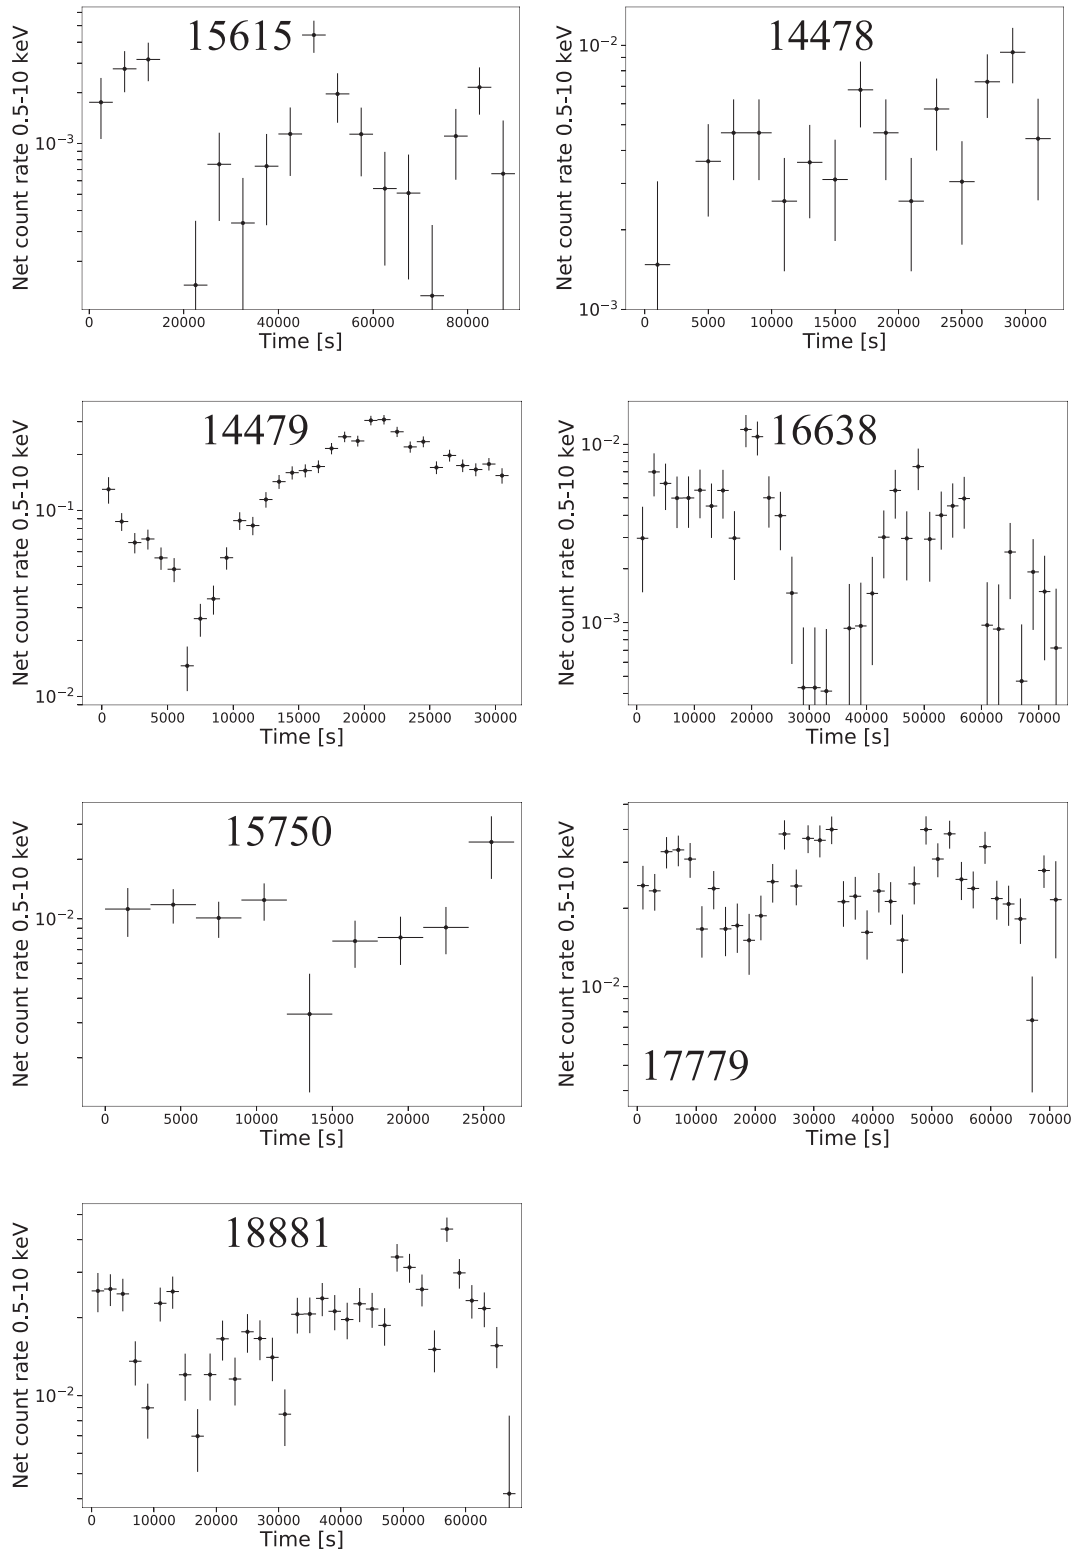 15615
Net count rate 0.5-10 keV
10⁻³
0 20000 40000 60000 80000
Time [s]
14478
Net count rate 0.5-10 keV
10⁻²
10⁻³
0 5000 10000 15000 20000 25000 30000
Time [s]
14479
Net count rate 0.5-10 keV
10⁻¹
10⁻²
0 5000 10000 15000 20000 25000 30000
Time [s]
16638
Net count rate 0.5-10 keV
10⁻²
10⁻³
0 10000 20000 30000 40000 50000 60000 70000
Time [s]
15750
Net count rate 0.5-10 keV
10⁻²
0 5000 10000 15000 20000 25000
Time [s]
17779
Net count rate 0.5-10 keV
10⁻²
0 10000 20000 30000 40000 50000 60000 70000
Time [s]
18881
Net count rate 0.5-10 keV
10⁻²
0 10000 20000 30000 40000 50000 60000
Time [s]